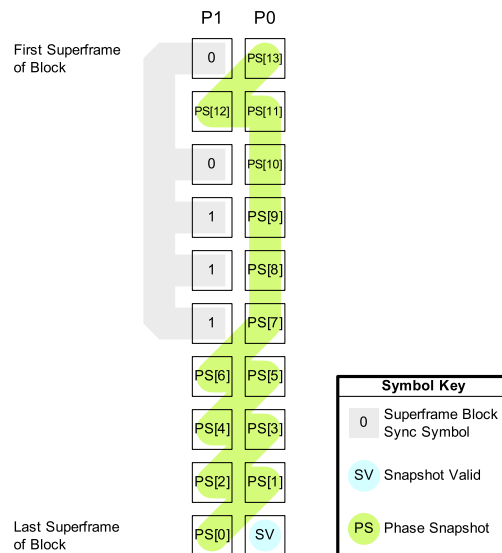 P1 P0
First Superframe
of Block
0 PS[13]
PS[12] PS[11]
0 PS[10]
1 PS[9]
1 PS[8]
1 PS[7]
PS[6] PS[5]
PS[4] PS[3]
PS[2] PS[1]
Last Superframe
of Block
PS[0] SV
Symbol Key
0 Superframe Block
Sync Symbol
SV Snapshot Valid
PS Phase Snapshot